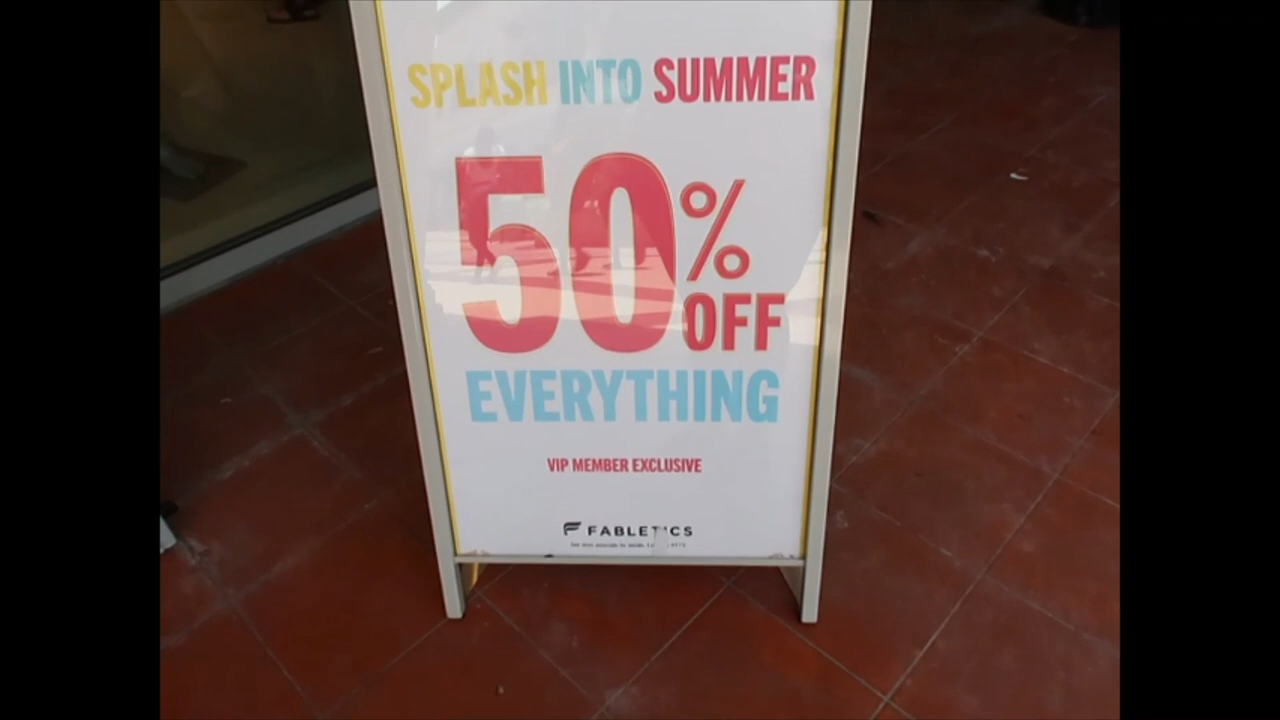 SPLASH INTO SUMMER
50%
OFF
EVERYTHING
VIP MEMBER EXCLUSIVE
FABLETICS